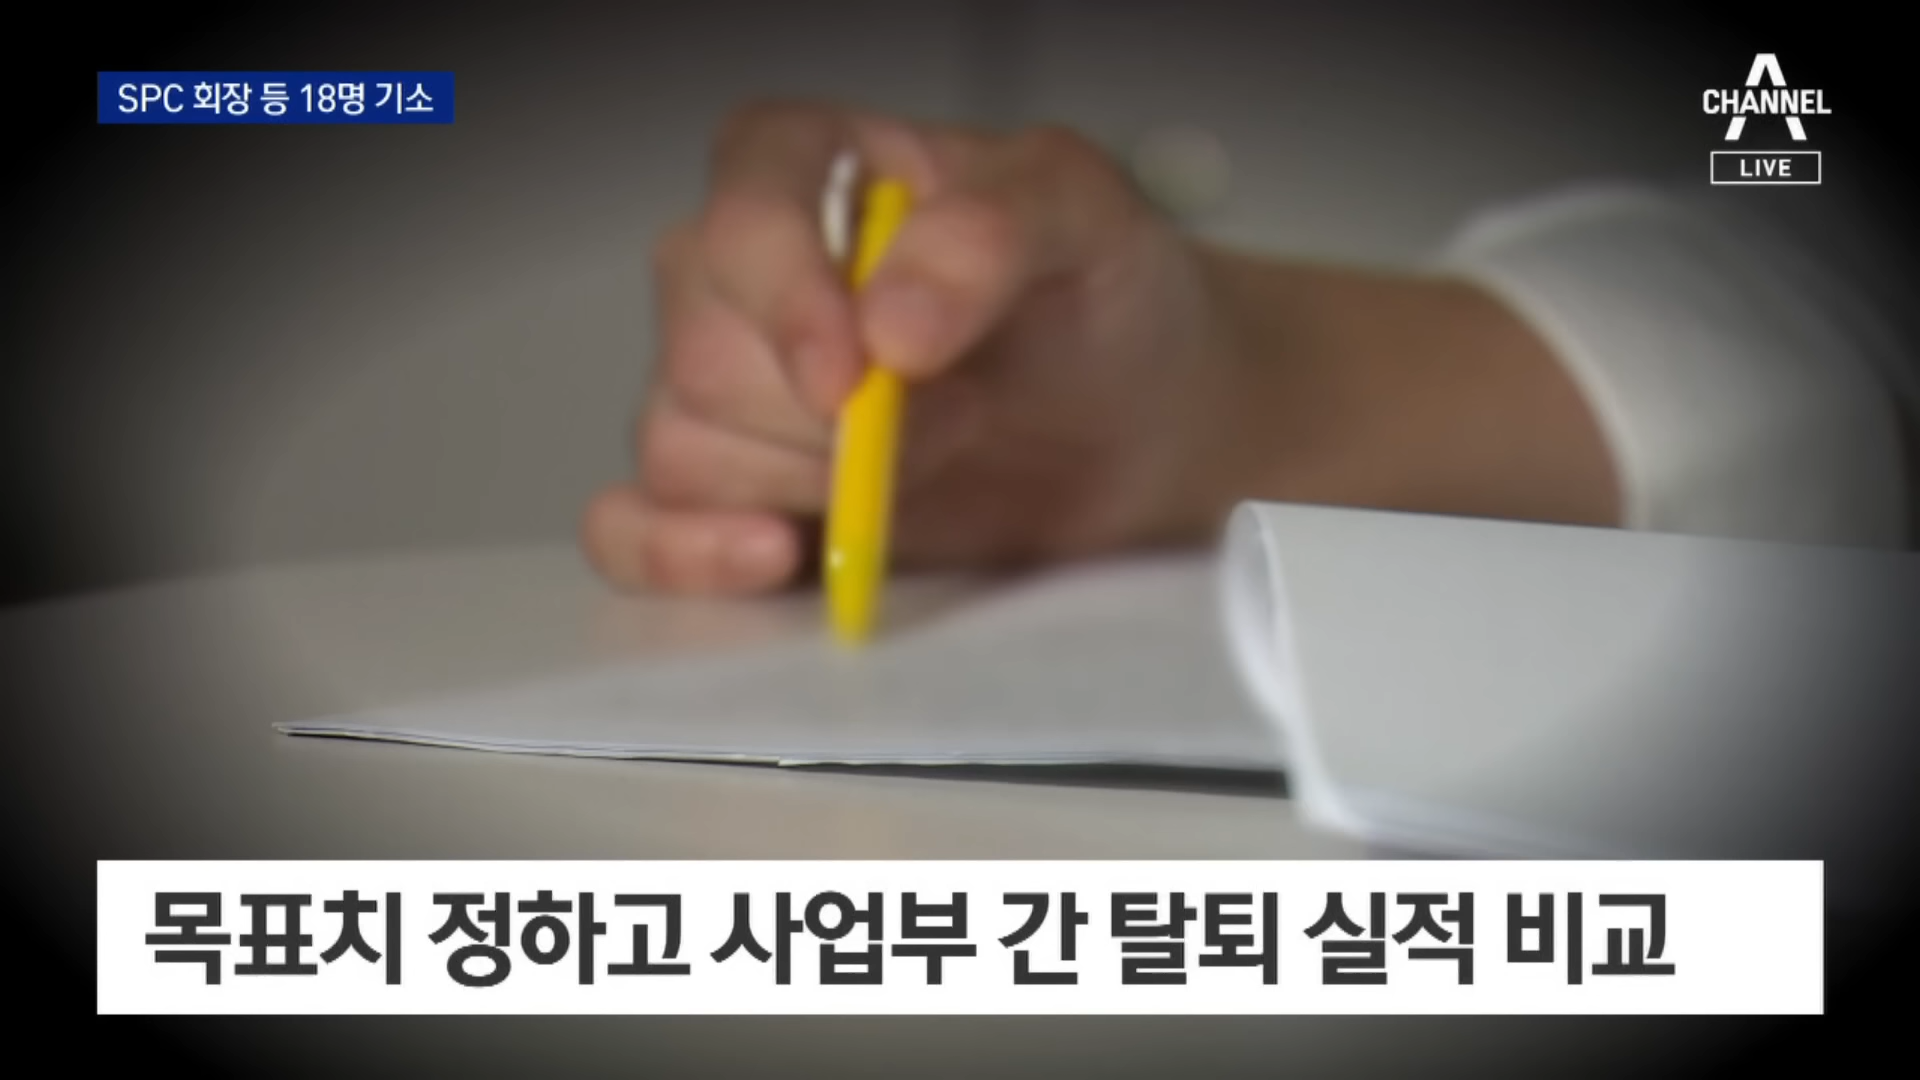 SPC 회장 등 18명 기소
CHANNEL A
LIVE
목표치 정하고 사업부 간 탈퇴 실적 비교